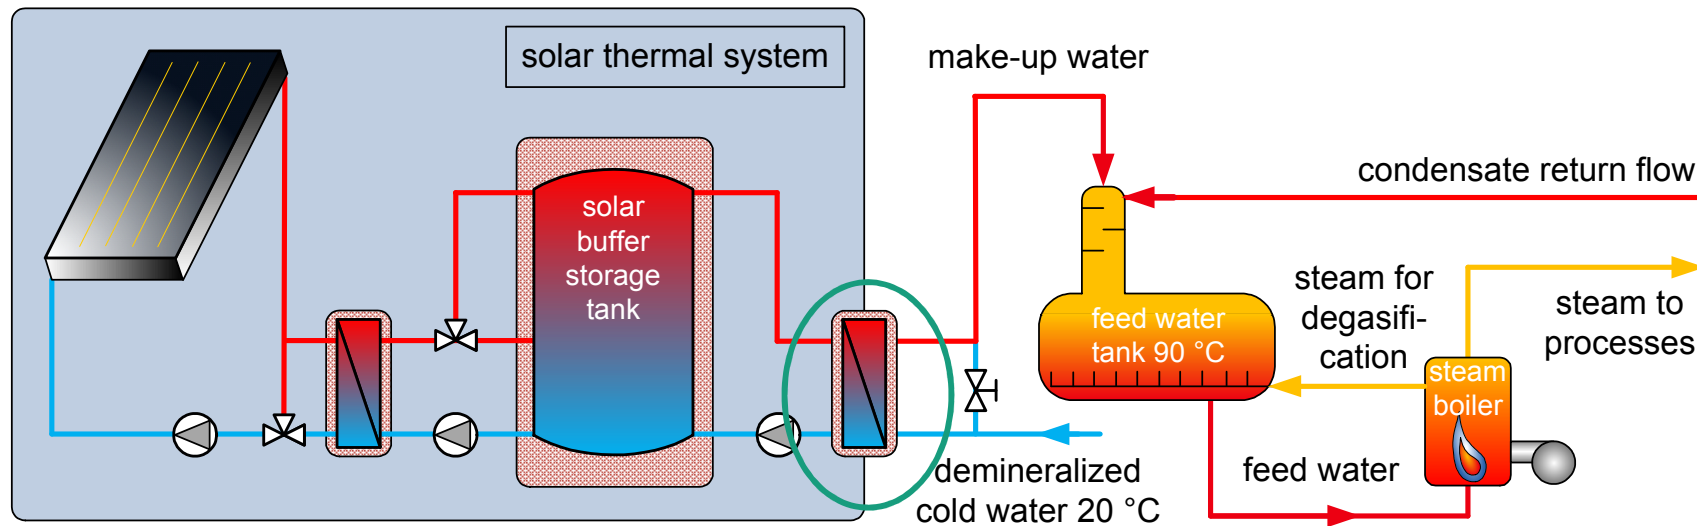 solar thermal system
make-up water
condensate return flow
solar
buffer
storage
tank
steam for
degasifi-
cation
steam to
processes
feed water
tank 90 °C
steam
boiler
feed water
demineralized
cold water 20 °C